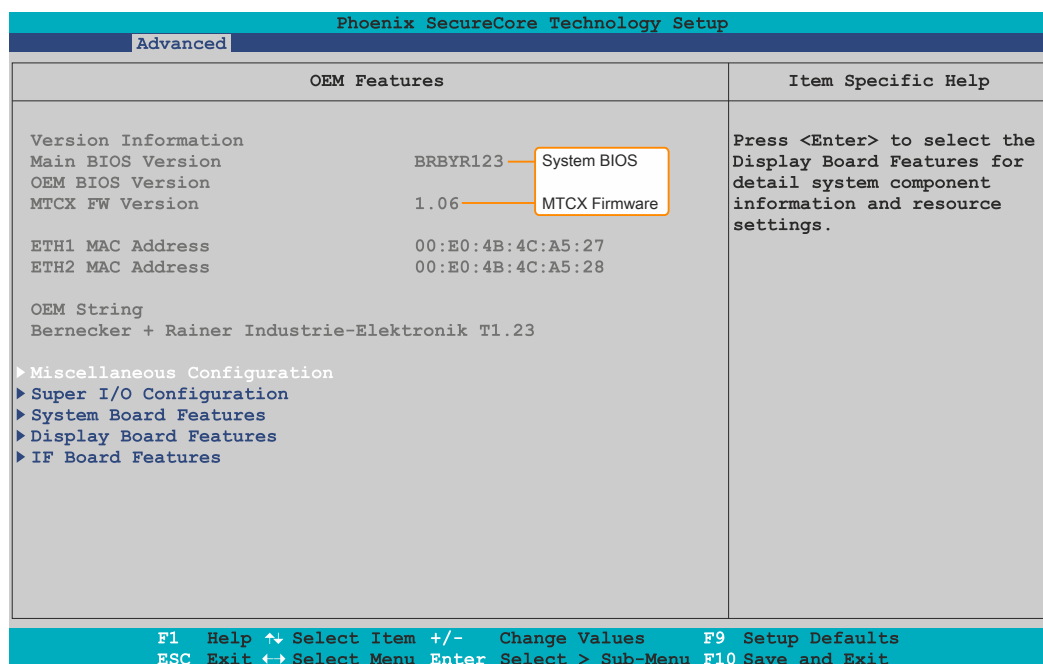 Phoenix SecureCore Technology Setup
Advanced
OEM Features
Item Specific Help
Version Information
Main BIOS Version BRBYR123 System BIOS
OEM BIOS Version
MTCX FW Version 1.06 MTCX Firmware
ETH1 MAC Address 00:E0:4B:4C:A5:27
ETH2 MAC Address 00:E0:4B:4C:A5:28
OEM String
Bernecker + Rainer Industrie-Elektronik T1.23
Miscellaneous Configuration
Super I/O Configuration
System Board Features
Display Board Features
IF Board Features
Press <Enter> to select the
Display Board Features for
detail system component
information and resource
settings.
F1 Help ↑↓ Select Item +/- Change Values F9 Setup Defaults
ESC Exit ←→ Select Menu Enter Select > Sub-Menu F10 Save and Exit